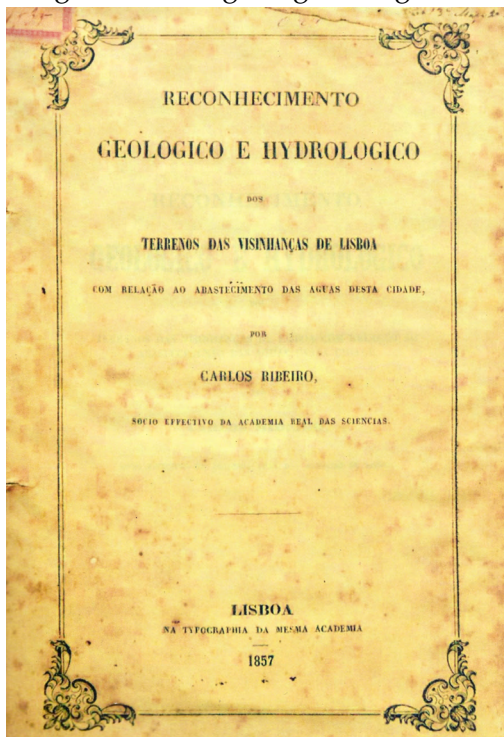 RECONHECIMENTO
GEOLOGICO E HYDROLOGICO
DOS
TERRENOS DAS VISINHANÇAS DE LISBOA
COM RELAÇÃO AO ABASTECIMENTO DAS AGUAS DESTA CIDADE,
POR
CARLOS RIBEIRO,
SOCIO EFFECTIVO DA ACADEMIA REAL DAS SCIENCIAS.
LISBOA
NA TYPOGRAPHIA DA MESMA ACADEMIA
1857